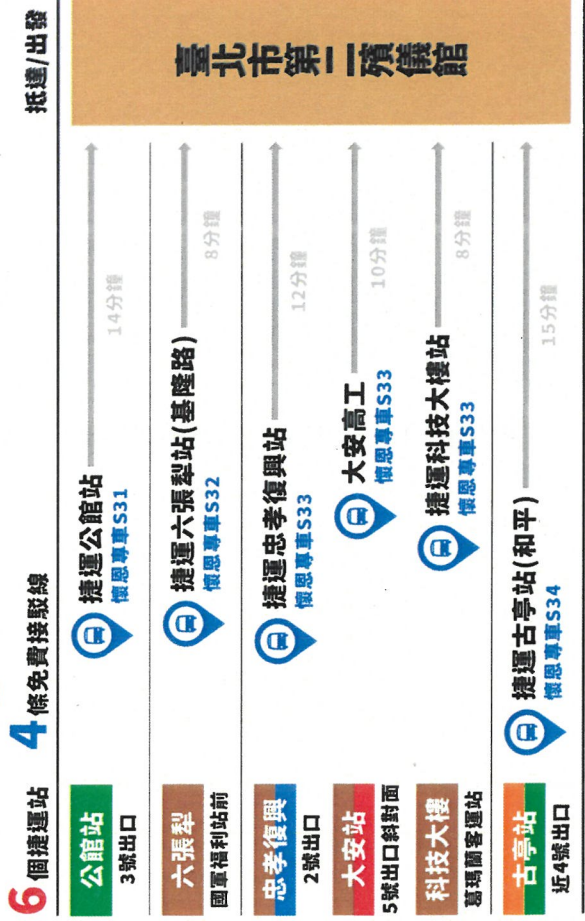 6個捷運站 4條免費接駁線 抵達/出發
公館站
3號出口
捷運公館站
懷恩專車S31
14分鐘
六張犁
國軍福利站前
捷運六張犁站(基隆路)
懷恩專車S32
8分鐘
忠孝復興
2號出口
捷運忠孝復興站
懷恩專車S33
12分鐘
大安站
5號出口斜對面
大安高工
懷恩專車S33
10分鐘
科技大樓
葛瑪蘭客運站
捷運科技大樓站
懷恩專車S33
8分鐘
古亭站
近4號出口
捷運古亭站(和平)
懷恩專車S34
15分鐘
臺北市第二殯儀館